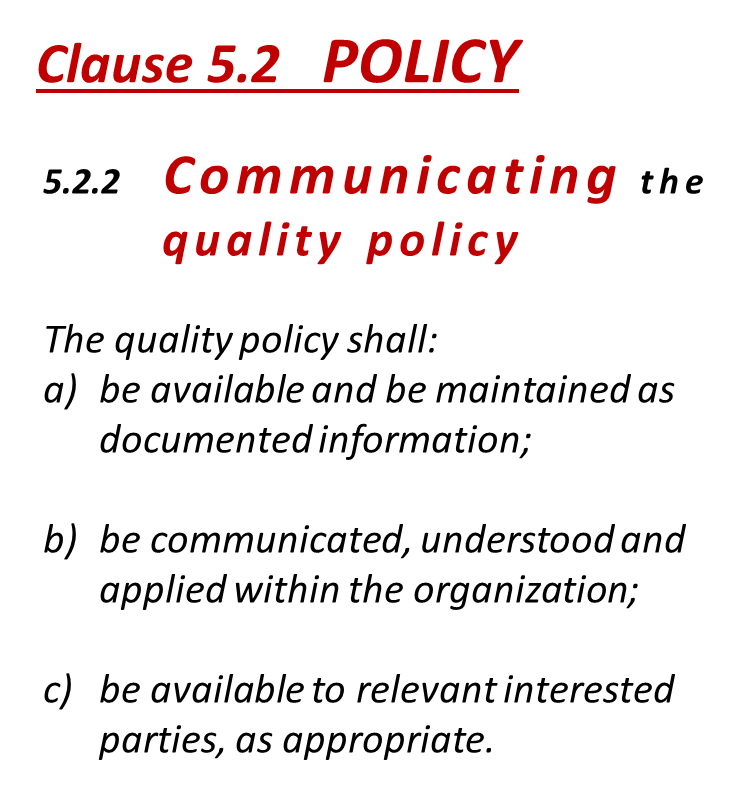 Clause 5.2 POLICY
5.2.2 Communicating the
quality policy
The quality policy shall:
a) be available and be maintained as
documented information;
b) be communicated, understood and
applied within the organization;
c) be available to relevant interested
parties, as appropriate.